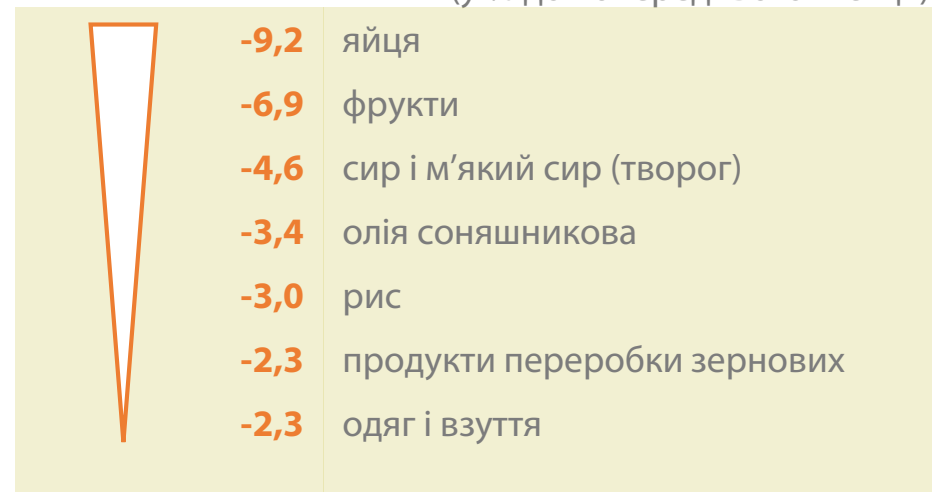 -9,2 яйця
-6,9 фрукти
-4,6 сир і м’який сир (творог)
-3,4 олія соняшникова
-3,0 рис
-2,3 продукти переробки зернових
-2,3 одяг і взуття